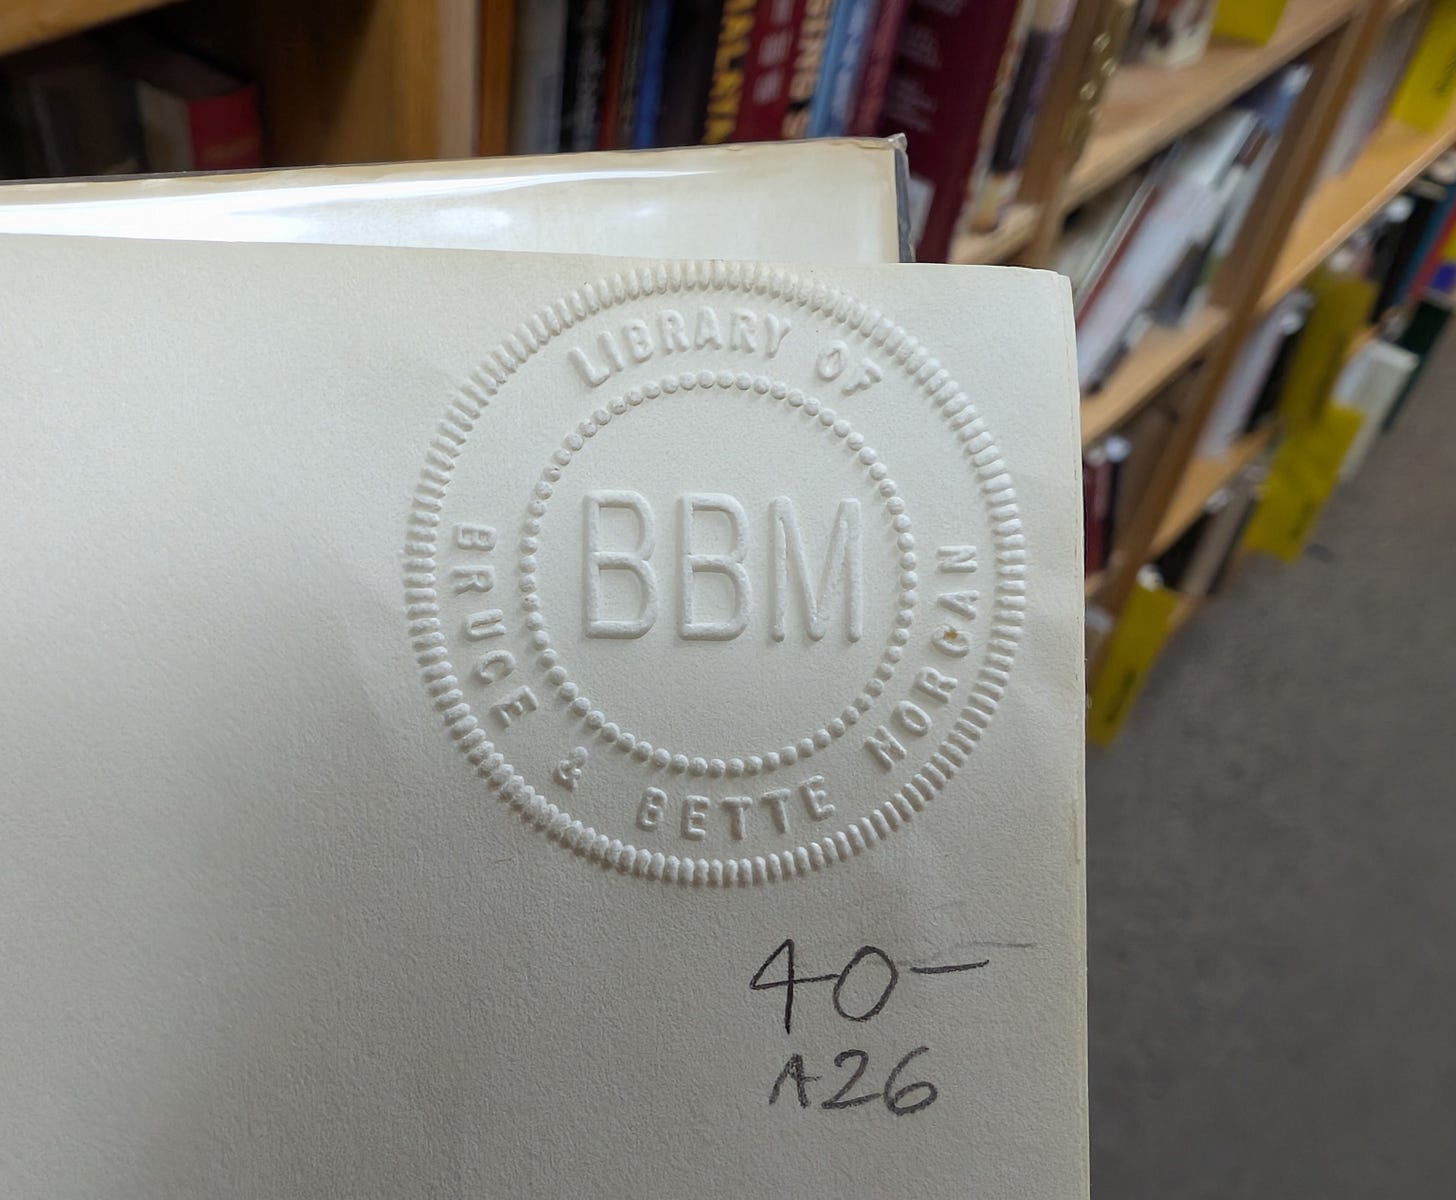 LIBRARY OF
BBM
BRUCE & BETTE MORGAN
40-
A26